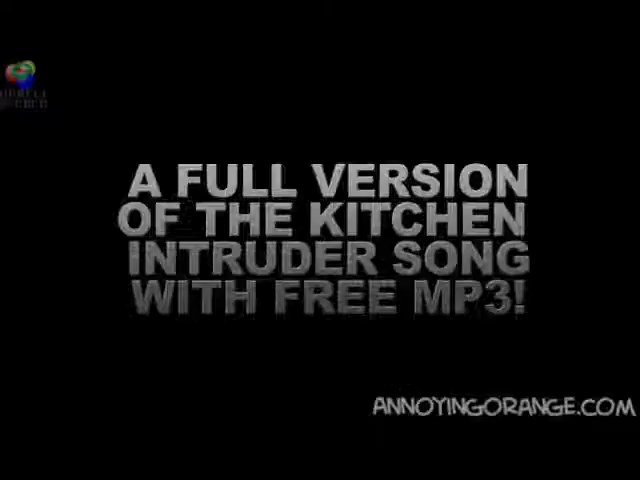 A FULL VERSION
OF THE KITCHEN
INTRUDER SONG
WITH FREE MP3!
ANNOYINGORANGE.COM